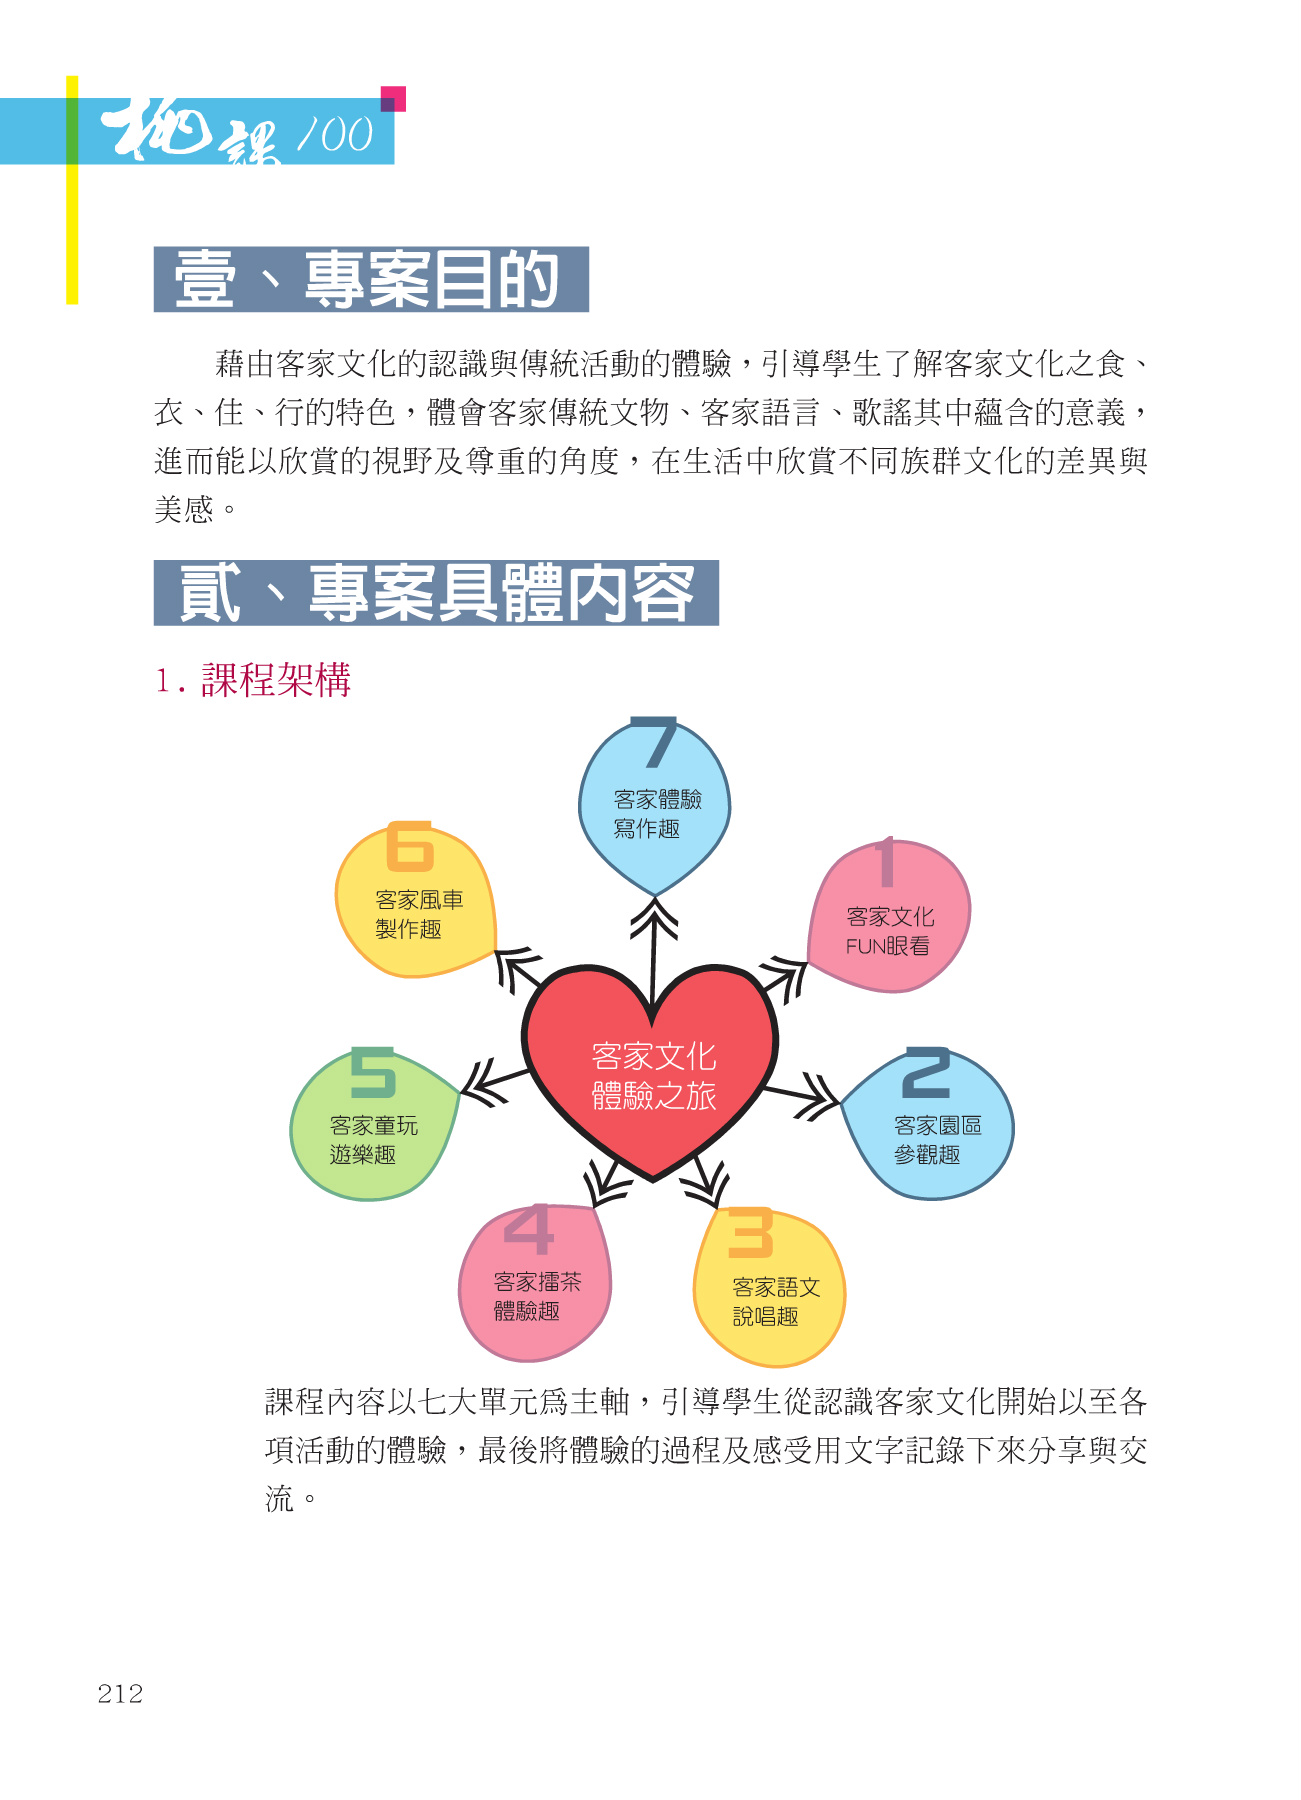 桃課100
壹、專案目的
藉由客家文化的認識與傳統活動的體驗，引導學生了解客家文化之食、
衣、住、行的特色，體會客家傳統文物、客家語言、歌謠其中蘊含的意義，
進而能以欣賞的視野及尊重的角度，在生活中欣賞不同族群文化的差異與
美感。
貳、專案具體內容
1. 課程架構
7
客家體驗
寫作趣
6
客家風車
製作趣
1
客家文化
FUN眼看
客家文化
體驗之旅
5
客家童玩
遊樂趣
2
客家園區
參觀趣
4
客家擂茶
體驗趣
3
客家語文
說唱趣
課程內容以七大單元為主軸，引導學生從認識客家文化開始以至各
項活動的體驗，最後將體驗的過程及感受用文字記錄下來分享與交
流。
212